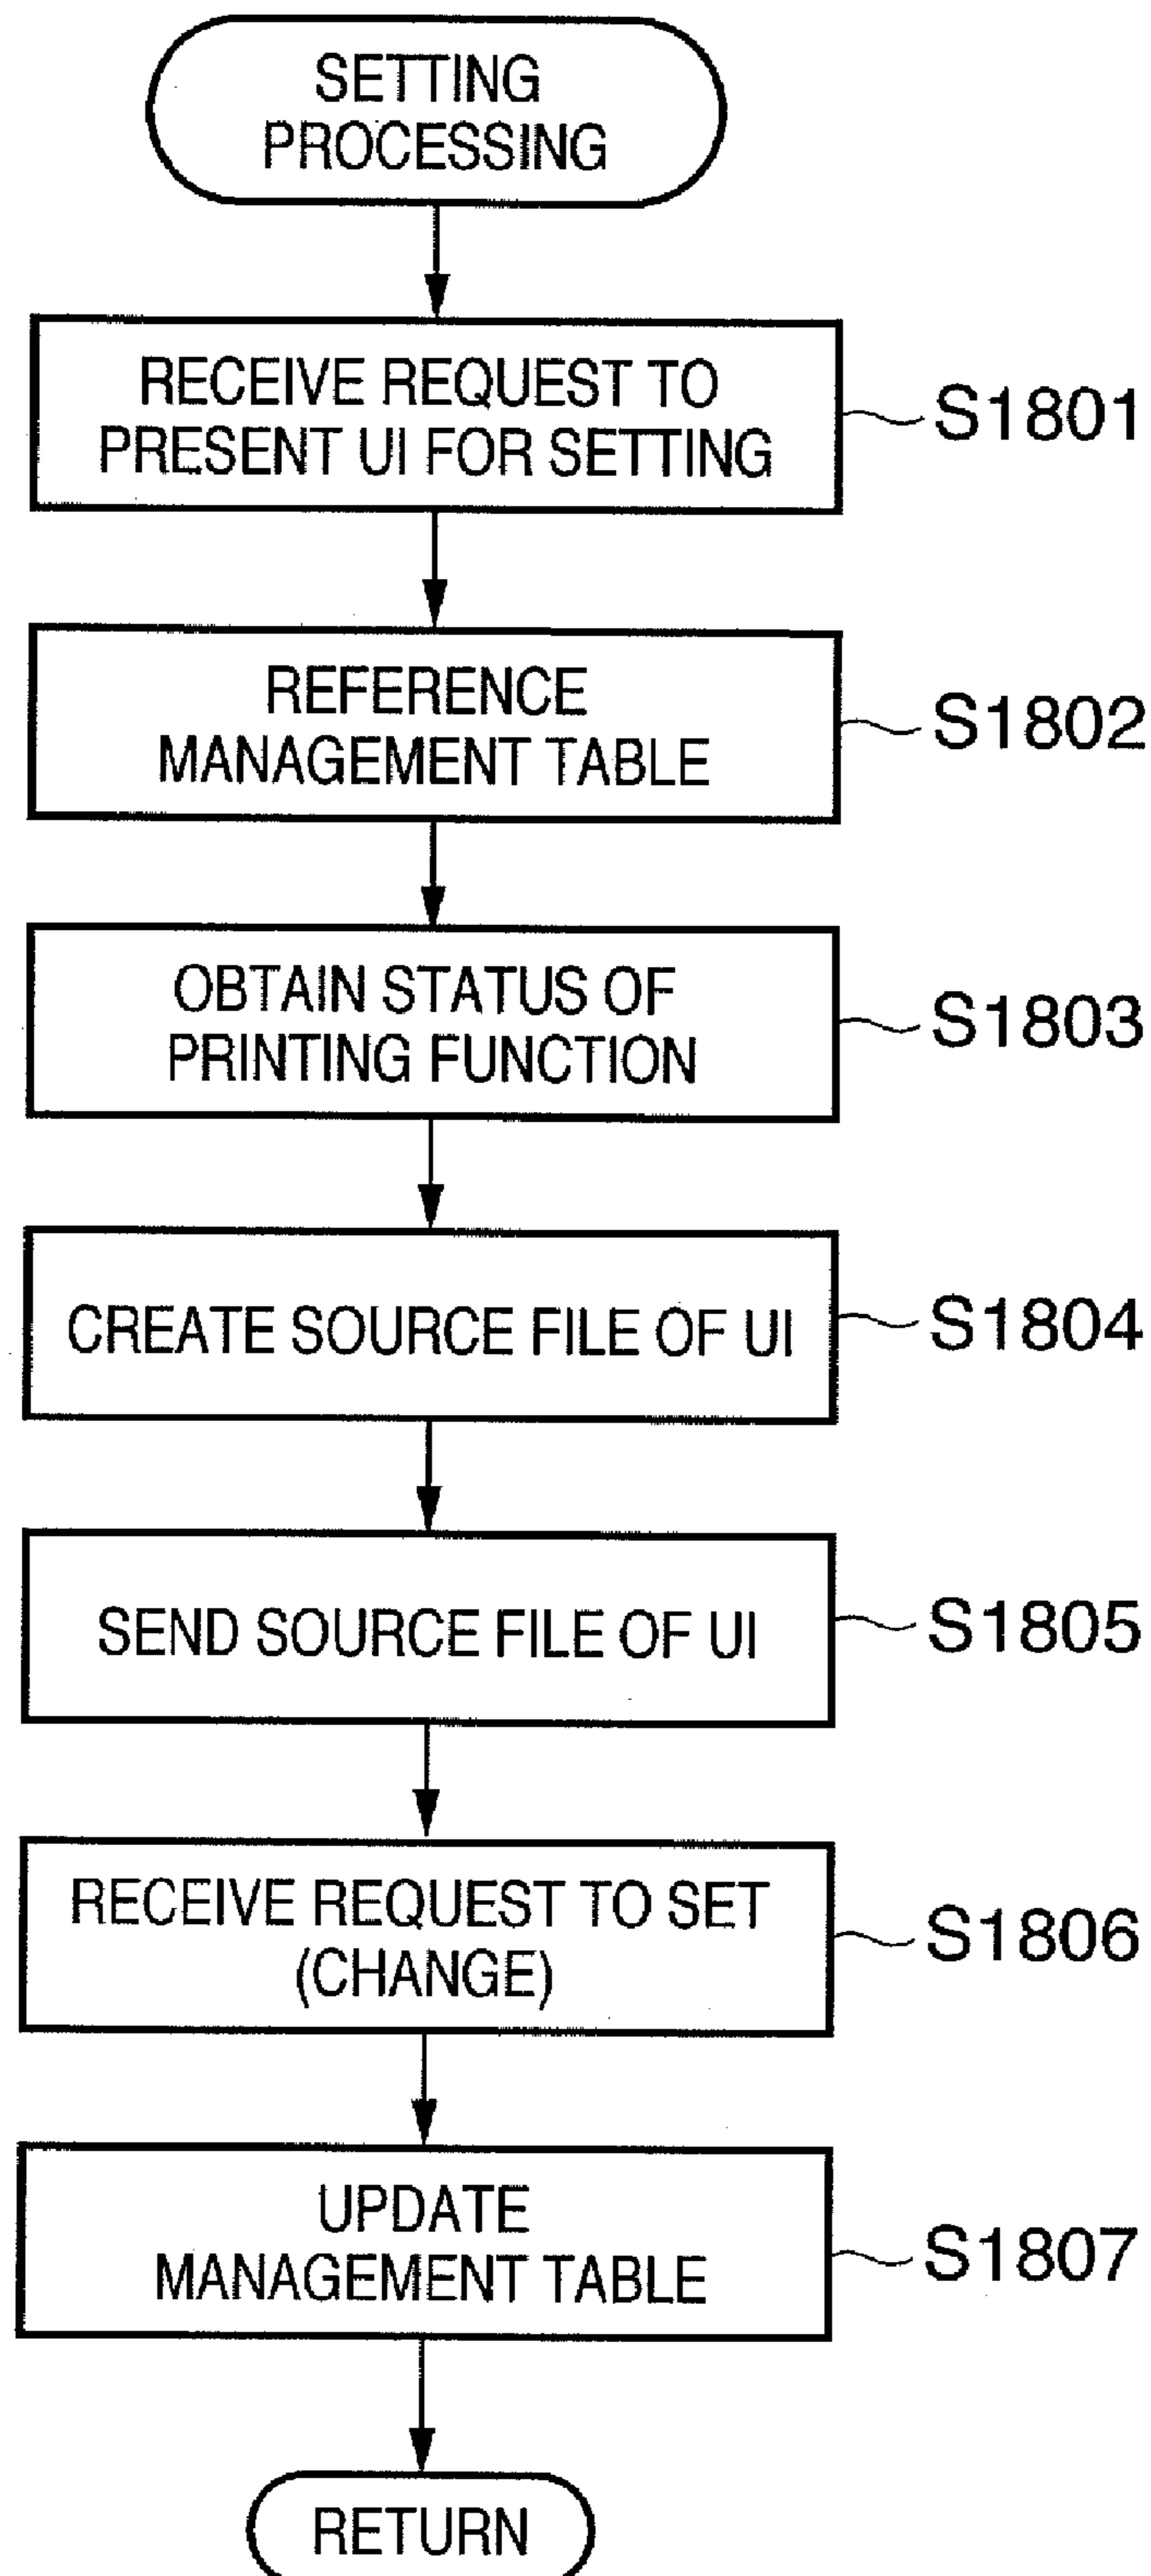 SETTING
PROCESSING
RECEIVE REQUEST TO
PRESENT UI FOR SETTING
S1801
REFERENCE
MANAGEMENT TABLE
S1802
OBTAIN STATUS OF
PRINTING FUNCTION
S1803
CREATE SOURCE FILE OF UI
S1804
SEND SOURCE FILE OF UI
S1805
RECEIVE REQUEST TO SET
(CHANGE)
S1806
UPDATE
MANAGEMENT TABLE
S1807
RETURN